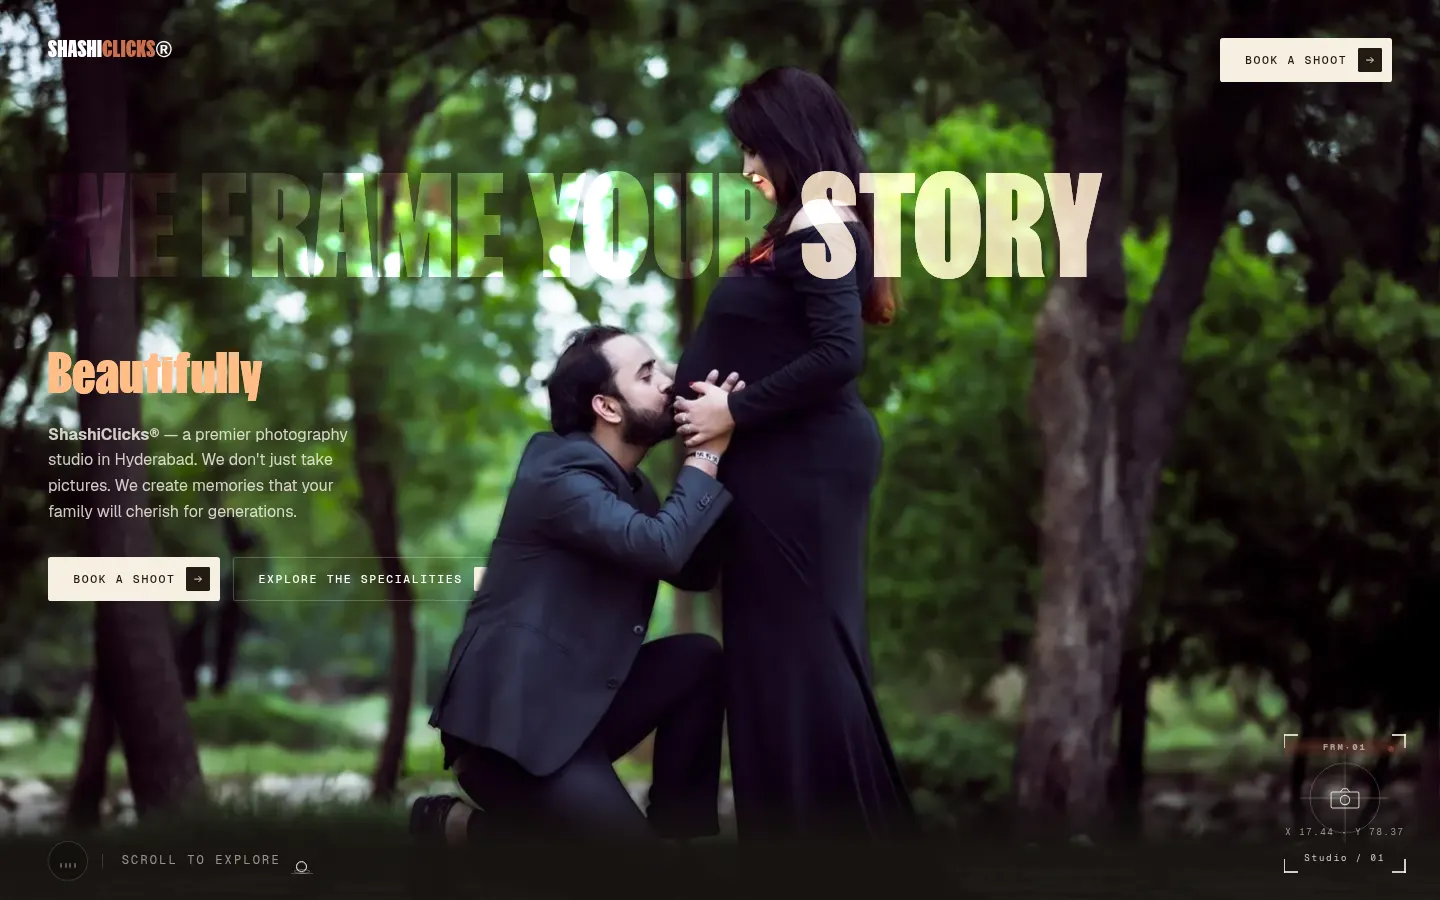 SHASHICLICKS®
BOOK A SHOOT →
WE FRAME YOUR STORY
Beautifully
ShashiClicks® — a premier photography
studio in Hyderabad. We don't just take
pictures. We create memories that your
family will cherish for generations.
BOOK A SHOOT →
EXPLORE THE SPECIALITIES
FRM·01
X 17.44 · Y 78.37
Studio / 01
SCROLL TO EXPLORE